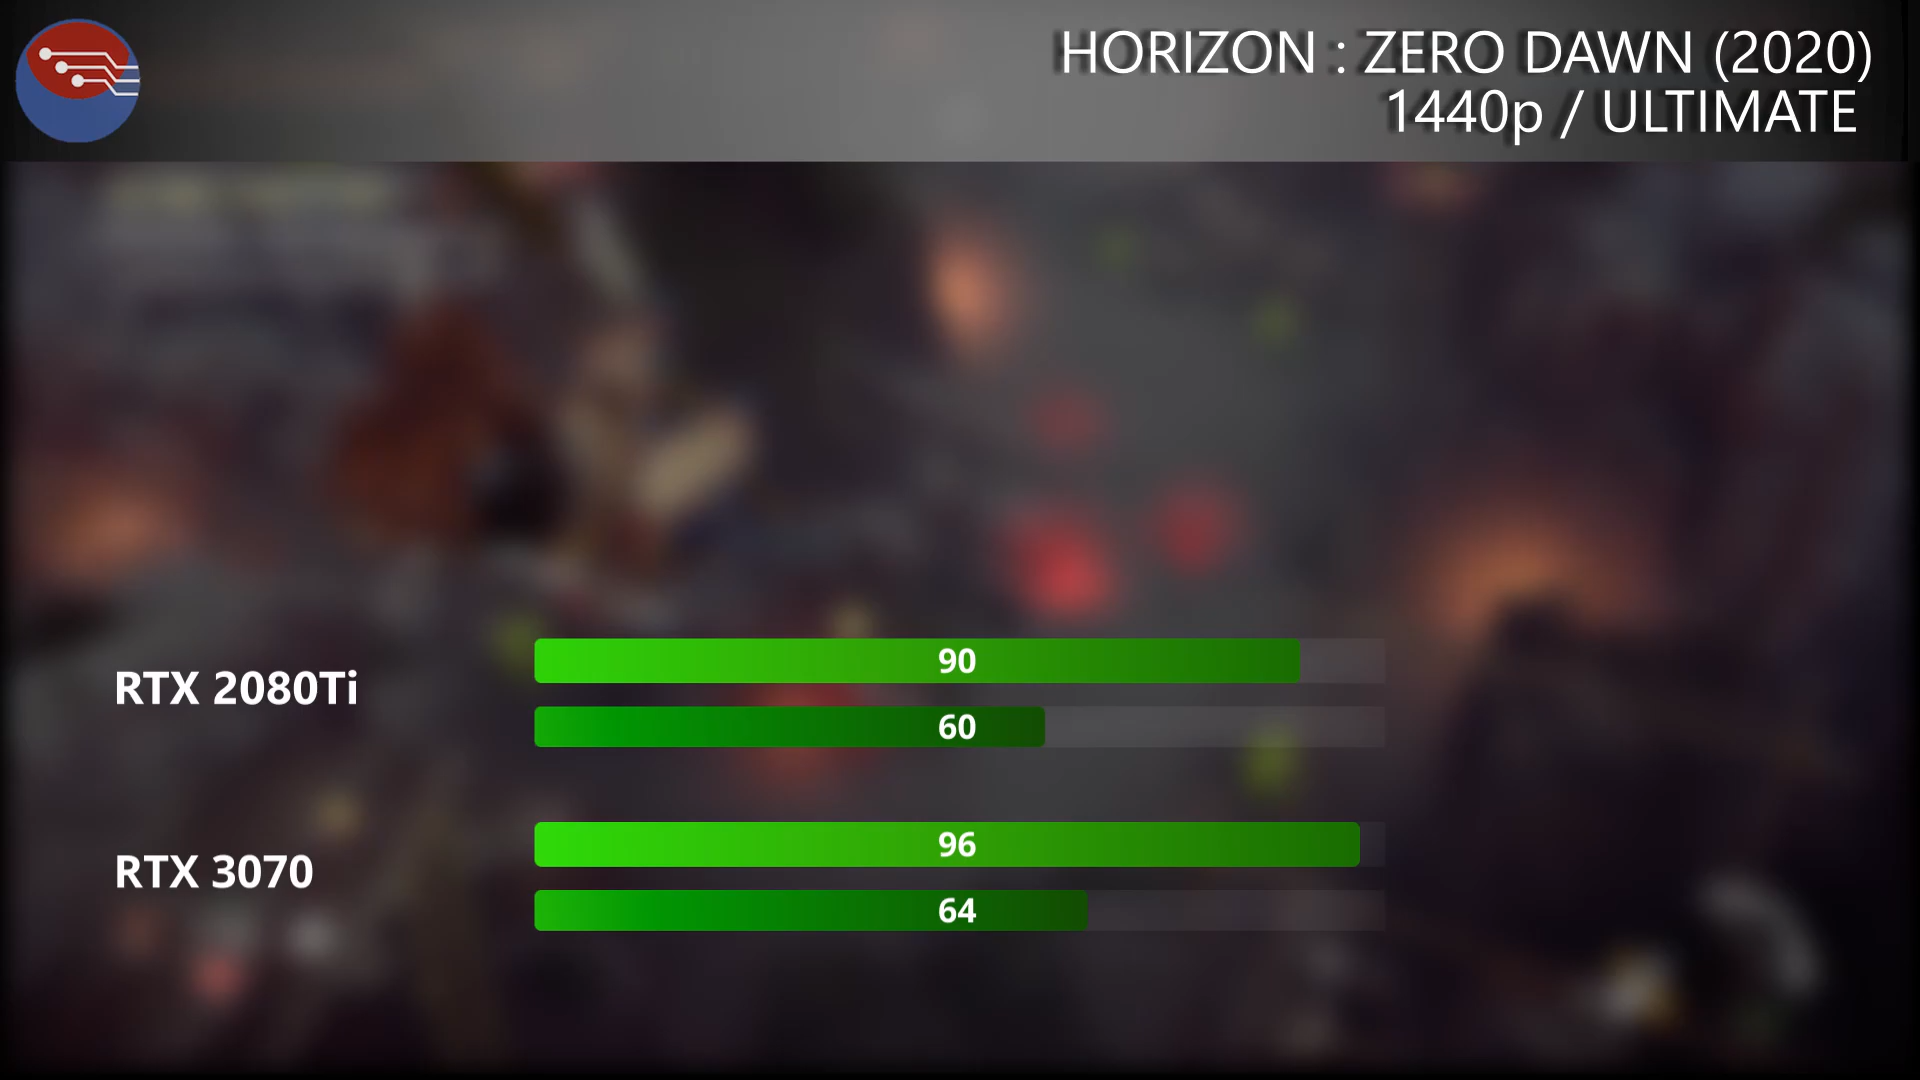 HORIZON : ZERO DAWN (2020)
1440p / ULTIMATE
RTX 2080Ti
90
60
RTX 3070
96
64